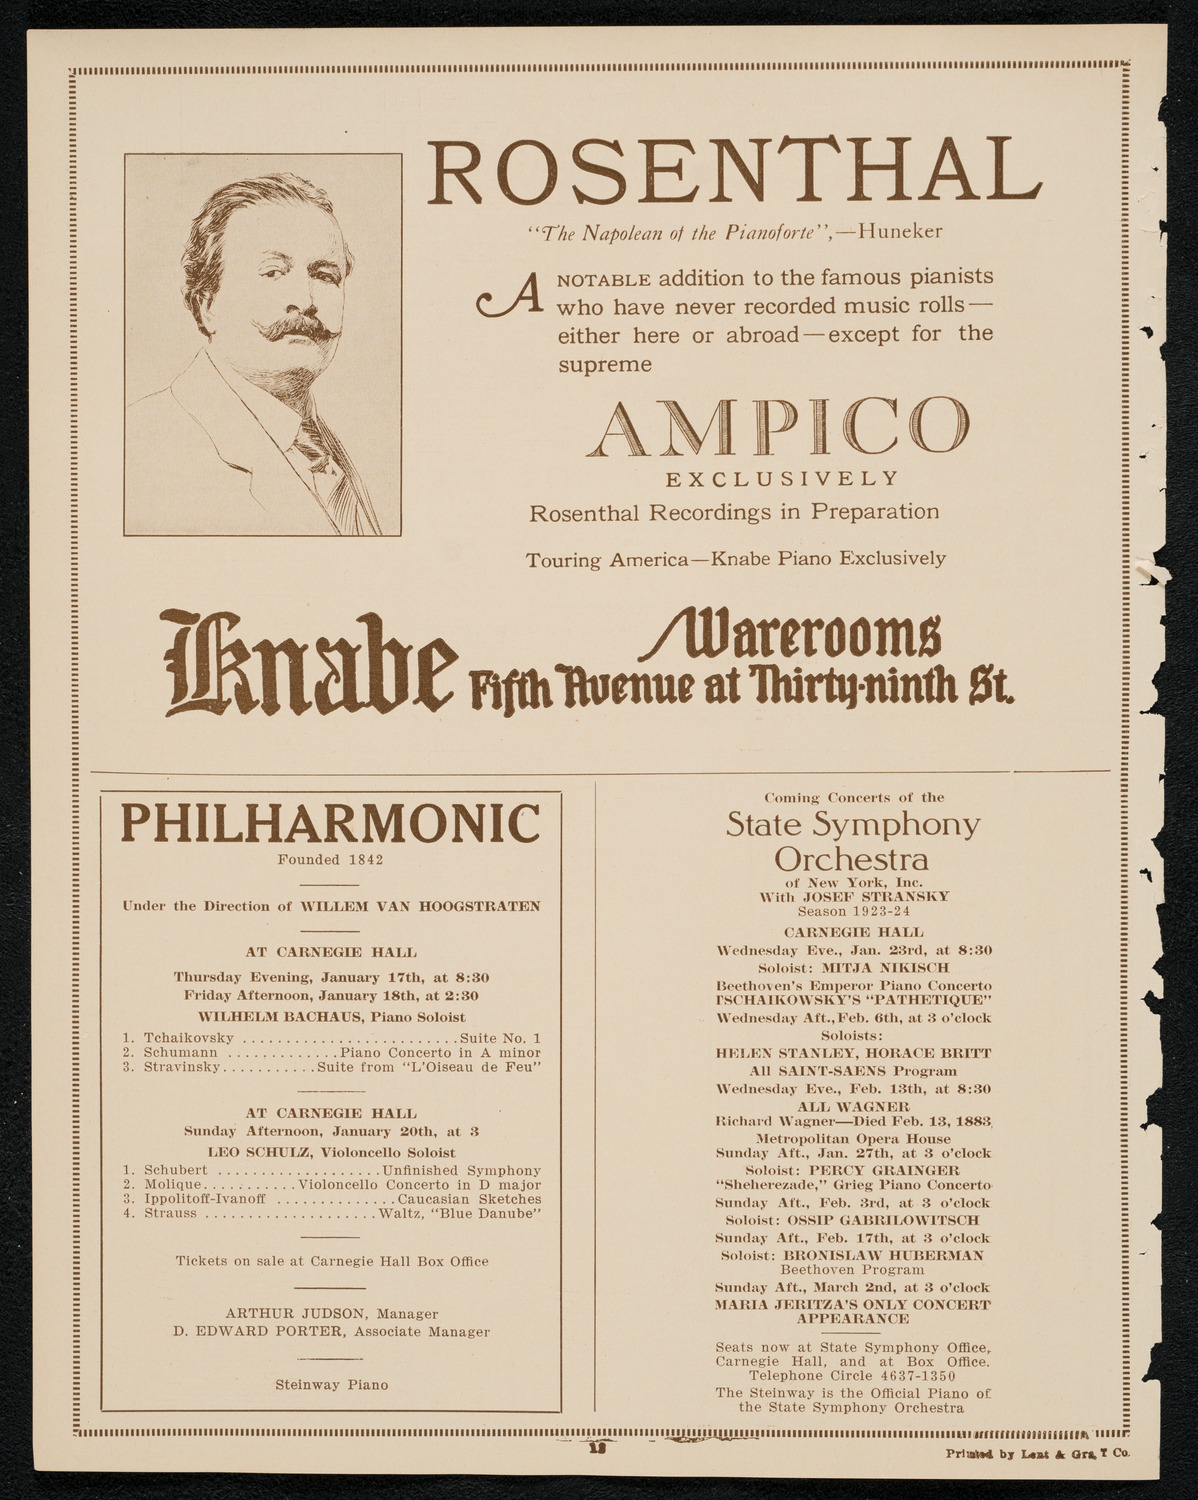 ROSENTHAL
“The Napolean of the Pianoforte”,—Huneker
A NOTABLE addition to the famous pianists
who have never recorded music rolls—
either here or abroad—except for the
supreme
AMPICO
EXCLUSIVELY
Rosenthal Recordings in Preparation
Touring America—Knabe Piano Exclusively
Knabe Warerooms
Fifth Avenue at Thirty-ninth St.
PHILHARMONIC
Founded 1842
Under the Direction of WILLEM VAN HOOGSTRATEN
AT CARNEGIE HALL
Thursday Evening, January 17th, at 8:30
Friday Afternoon, January 18th, at 2:30
WILHELM BACHAUS, Piano Soloist
1. Tchaikovsky ........................Suite No. 1
2. Schumann .............Piano Concerto in A minor
3. Stravinsky...........Suite from “L'Oiseau de Feu”
AT CARNEGIE HALL
Sunday Afternoon, January 20th, at 3
LEO SCHULZ, Violoncello Soloist
1. Schubert ..................Unfinished Symphony
2. Molique...........Violoncello Concerto in D major
3. Ippolitoff-Ivanoff .............Caucasian Sketches
4. Strauss ...................Waltz, “Blue Danube”
Tickets on sale at Carnegie Hall Box Office
ARTHUR JUDSON, Manager
D. EDWARD PORTER, Associate Manager
Steinway Piano
Coming Concerts of the
State Symphony
Orchestra
of New York, Inc.
With JOSEF STRANSKY
Season 1923-24
CARNEGIE HALL
Wednesday Eve., Jan. 23rd, at 8:30
Soloist: MITJA NIKISCH
Beethoven's Emperor Piano Concerto
TSCHAIKOWSKY'S “PATHETIQUE”
Wednesday Aft., Feb. 6th, at 3 o'clock
Soloists:
HELEN STANLEY, HORACE BRITT
All SAINT-SAENS Program
Wednesday Eve., Feb. 13th, at 8:30
ALL WAGNER
Richard Wagner—Died Feb. 13, 1883
Metropolitan Opera House
Sunday Aft., Jan. 27th, at 3 o'clock
Soloist: PERCY GRAINGER
“Sheherezade,” Grieg Piano Concerto
Sunday Aft., Feb. 3rd, at 3 o'clock
Soloist: OSSIP GABRILOWITSCH
Sunday Aft., Feb. 17th, at 3 o'clock
Soloist: BRONISLAW HUBERMAN
Beethoven Program
Sunday Aft., March 2nd, at 3 o'clock
MARIA JERITZA'S ONLY CONCERT
APPEARANCE
Seats now at State Symphony Office,
Carnegie Hall, and at Box Office.
Telephone Circle 4637-1350
The Steinway is the Official Piano of
the State Symphony Orchestra
Printed by Lent & Gra T Co.